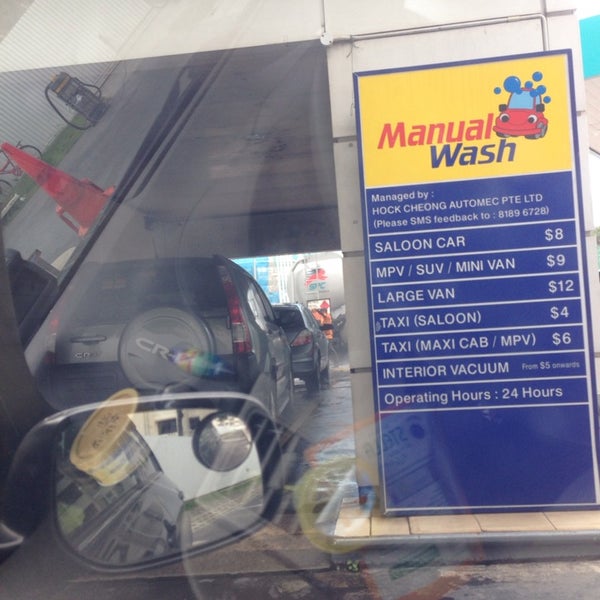 Manual
Wash
Managed by :
HOCK CHEONG AUTOMEC PTE LTD
(Please SMS feedback to : 8189 6728)
SALOON CAR $8
MPV / SUV / MINI VAN $9
LARGE VAN $12
TAXI (SALOON) $4
TAXI (MAXI CAB / MPV) $6
INTERIOR VACUUM From $5 onwards
Operating Hours : 24 Hours
SPC
CR-V
CR-V